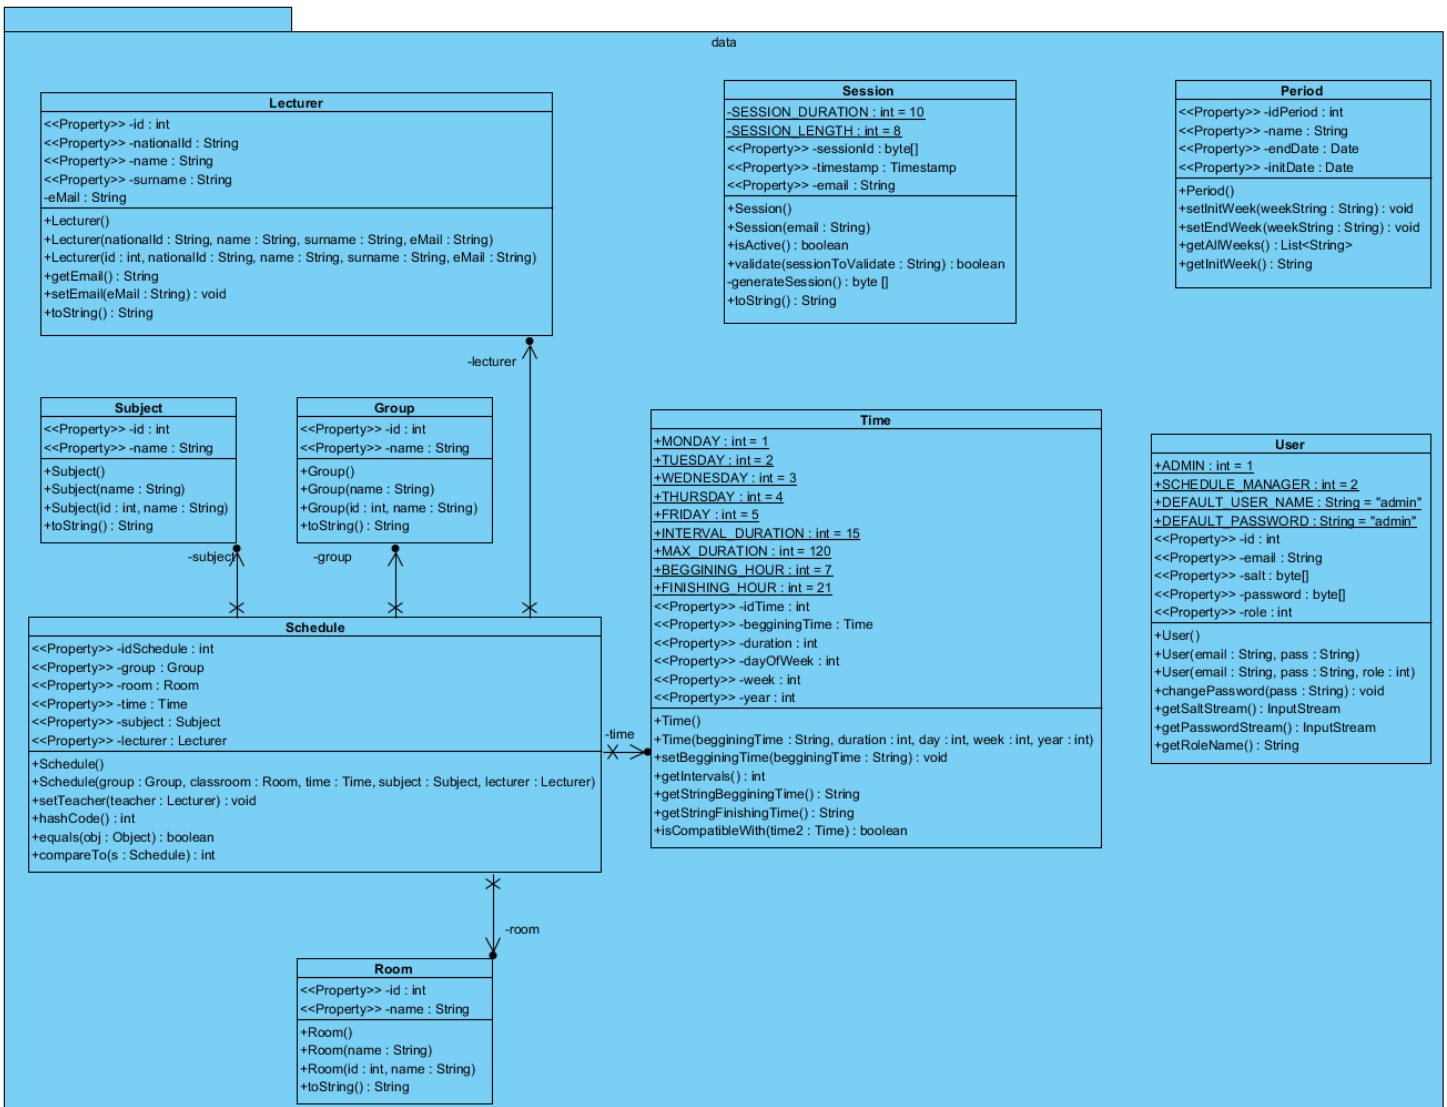 data
Lecturer
<<Property>> -id : int
<<Property>> -nationalId : String
<<Property>> -name : String
<<Property>> -surname : String
-eMail : String
+Lecturer()
+Lecturer(nationalId : String, name : String, surname : String, eMail : String)
+Lecturer(id : int, nationalId : String, name : String, surname : String, eMail : String)
+getEmail() : String
+setEmail(eMail : String) : void
+toString() : String
Session
-SESSION_DURATION : int = 10
-SESSION_LENGTH : int = 8
<<Property>> -sessionId : byte[]
<<Property>> -timestamp : Timestamp
<<Property>> -email : String
+Session()
+Session(email : String)
+isActive() : boolean
+validate(sessionToValidate : String) : boolean
-generateSession() : byte []
+toString() : String
Period
<<Property>> -idPeriod : int
<<Property>> -name : String
<<Property>> -endDate : Date
<<Property>> -initDate : Date
+Period()
+setInitWeek(weekString : String) : void
+setEndWeek(weekString : String) : void
+getAllWeeks() : List<String>
+getInitWeek() : String
-lecturer
Subject
<<Property>> -id : int
<<Property>> -name : String
+Subject()
+Subject(name : String)
+Subject(id : int, name : String)
+toString() : String
-subject
Group
<<Property>> -id : int
<<Property>> -name : String
+Group()
+Group(name : String)
+Group(id : int, name : String)
+toString() : String
-group
Time
+MONDAY : int = 1
+TUESDAY : int = 2
+WEDNESDAY : int = 3
+THURSDAY : int = 4
+FRIDAY : int = 5
+INTERVAL_DURATION : int = 15
+MAX_DURATION : int = 120
+BEGGINING_HOUR : int = 7
+FINISHING_HOUR : int = 21
<<Property>> -idTime : int
<<Property>> -beggininingTime : Time
<<Property>> -duration : int
<<Property>> -dayOfWeek : int
<<Property>> -week : int
<<Property>> -year : int
+Time()
+Time(beggininingTime : String, duration : int, day : int, week : int, year : int)
+setBegginingTime(begginingTime : String) : void
+getIntervals() : int
+getStringBegginingTime() : String
+getStringFinishingTime() : String
+isCompatibleWith(time2 : Time) : boolean
User
+ADMIN : int = 1
+SCHEDULE_MANAGER : int = 2
+DEFAULT_USER_NAME : String = "admin"
+DEFAULT_PASSWORD : String = "admin"
<<Property>> -id : int
<<Property>> -email : String
<<Property>> -salt : byte[]
<<Property>> -password : byte[]
<<Property>> -role : int
+User()
+User(email : String, pass : String)
+User(email : String, pass : String, role : int)
+changePassword(pass : String) : void
+getSaltStream() : InputStream
+getPasswordStream() : InputStream
+getRoleName() : String
Schedule
<<Property>> -idSchedule : int
<<Property>> -group : Group
<<Property>> -room : Room
<<Property>> -time : Time
<<Property>> -subject : Subject
<<Property>> -lecturer : Lecturer
+Schedule()
+Schedule(group : Group, classroom : Room, time : Time, subject : Subject, lecturer : Lecturer)
+setTeacher(teacher : Lecturer) : void
+hashCode() : int
+equals(obj : Object) : boolean
+compareTo(s : Schedule) : int
-time
-room
Room
<<Property>> -id : int
<<Property>> -name : String
+Room()
+Room(name : String)
+Room(id : int, name : String)
+toString() : String